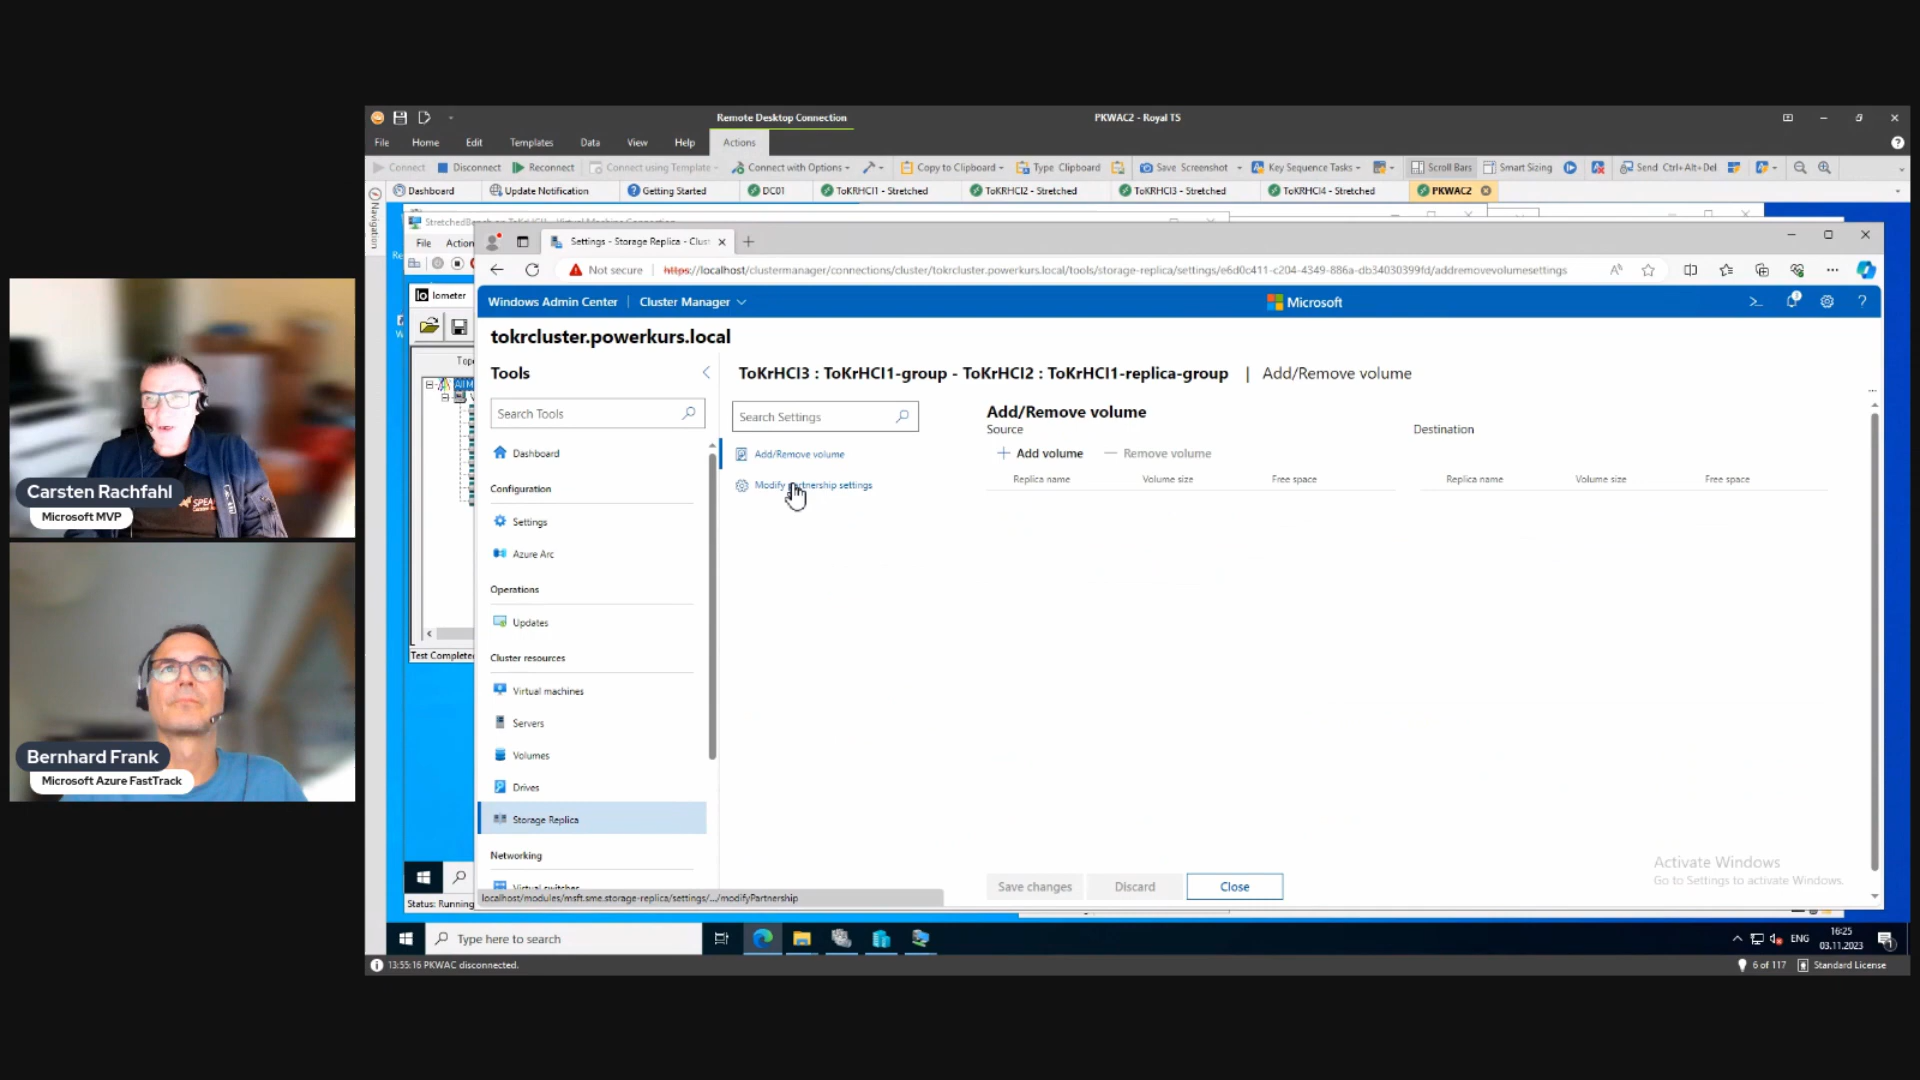 Remote Desktop Connection
PKWAC2 - Royal TS
File Home Edit Templates Data View Help Actions
Connect Disconnect Reconnect Connect using Template Connect with Options Copy to Clipboard Type Clipboard Save Screenshot Key Sequence Tasks Scroll Bars Smart Sizing Send Ctrl+Alt+Del
Navigation
Dashboard Update Notification Getting Started DC01 ToKRHCI1 - Stretched ToKRHCI2 - Stretched ToKRHCI3 - Stretched ToKRHCI4 - Stretched PKWAC2
File Action
Settings - Storage Replica - Clus
Not secure https://localhost/clustermanager/connections/cluster/tokrcluster.powerkurs.local/tools/storage-replica/settings/e6d0c411-c204-4349-886a-db34030399fd/addremovevolumesettings
Iometer
Windows Admin Center Cluster Manager
Microsoft
tokrcluster.powerkurs.local
Tools
Search Tools
Dashboard
Configuration
Settings
Azure Arc
Operations
Updates
Cluster resources
Virtual machines
Servers
Volumes
Drives
Storage Replica
Networking
Virtual switches
localhost/modules/msft.sme.storage-replica/settings/.../modifyPartnership
ToKrHCI3 : ToKrHCI1-group - ToKrHCI2 : ToKrHCI1-replica-group | Add/Remove volume
Search Settings
Add/Remove volume
Modify partnership settings
Add/Remove volume
Source
Destination
Add volume Remove volume
Replica name Volume size Free space
Replica name Volume size Free space
Save changes Discard Close
Activate Windows
Go to Settings to activate Windows.
Test Complete
Status: Running
Type here to search
ENG
16:25
03.11.2023
13:55:16 PKWAC disconnected.
6 of 117 Standard License
Carsten Rachfahl
Microsoft MVP
Bernhard Frank
Microsoft Azure FastTrack